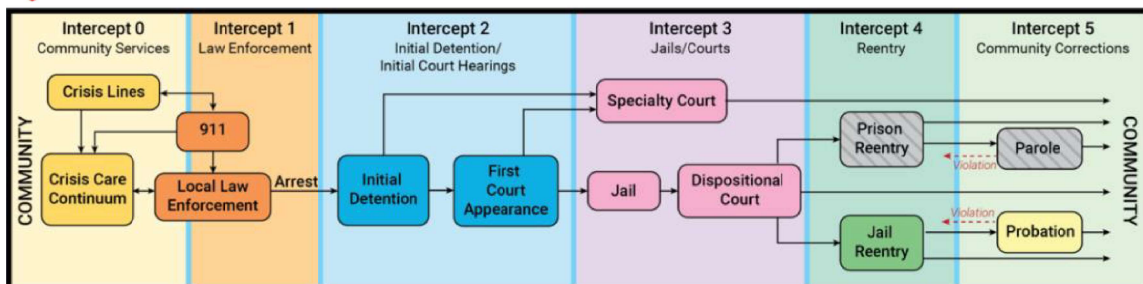 Intercept 0
Community Services
Intercept 1
Law Enforcement
Intercept 2
Initial Detention/
Initial Court Hearings
Intercept 3
Jails/Courts
Intercept 4
Reentry
Intercept 5
Community Corrections
COMMUNITY
Crisis Lines
911
Crisis Care
Continuum
Local Law
Enforcement
Arrest
Initial
Detention
First
Court
Appearance
Specialty Court
Jail
Dispositional
Court
Prison
Reentry
Violation
Parole
Jail
Reentry
Violation
Probation
COMMUNITY